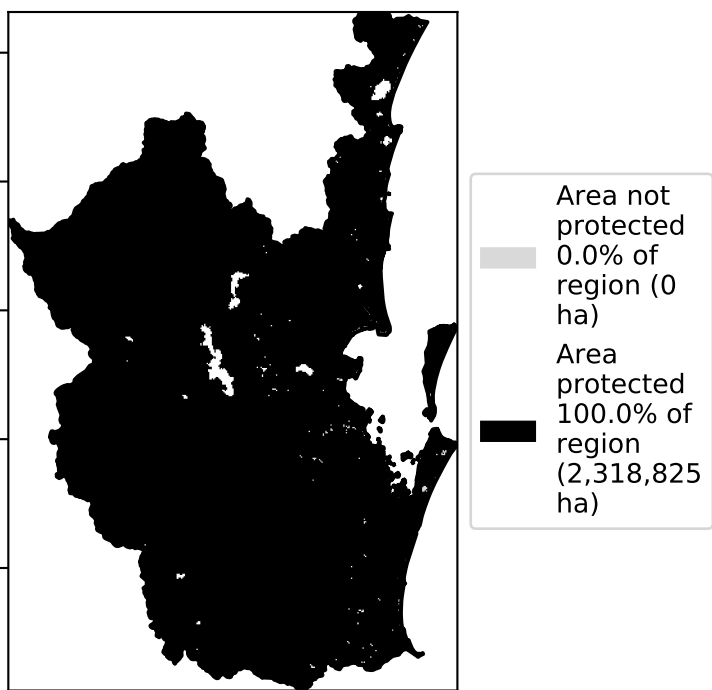 Area not
protected
0.0% of
region (0
ha)
Area
protected
100.0% of
region
(2,318,825
ha)